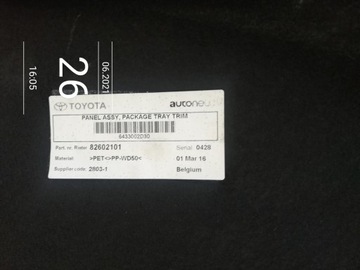 16:05
26
06.2021
TOYOTA
autoneum
PANEL ASSY, PACKAGE TRAY TRIM
6433002D30
Part. nr. Rieter 82602101
Serial 0428
Material: >PET<>PP-WD50<
01 Mar 16
Supplier code: 2803-1
Belgium